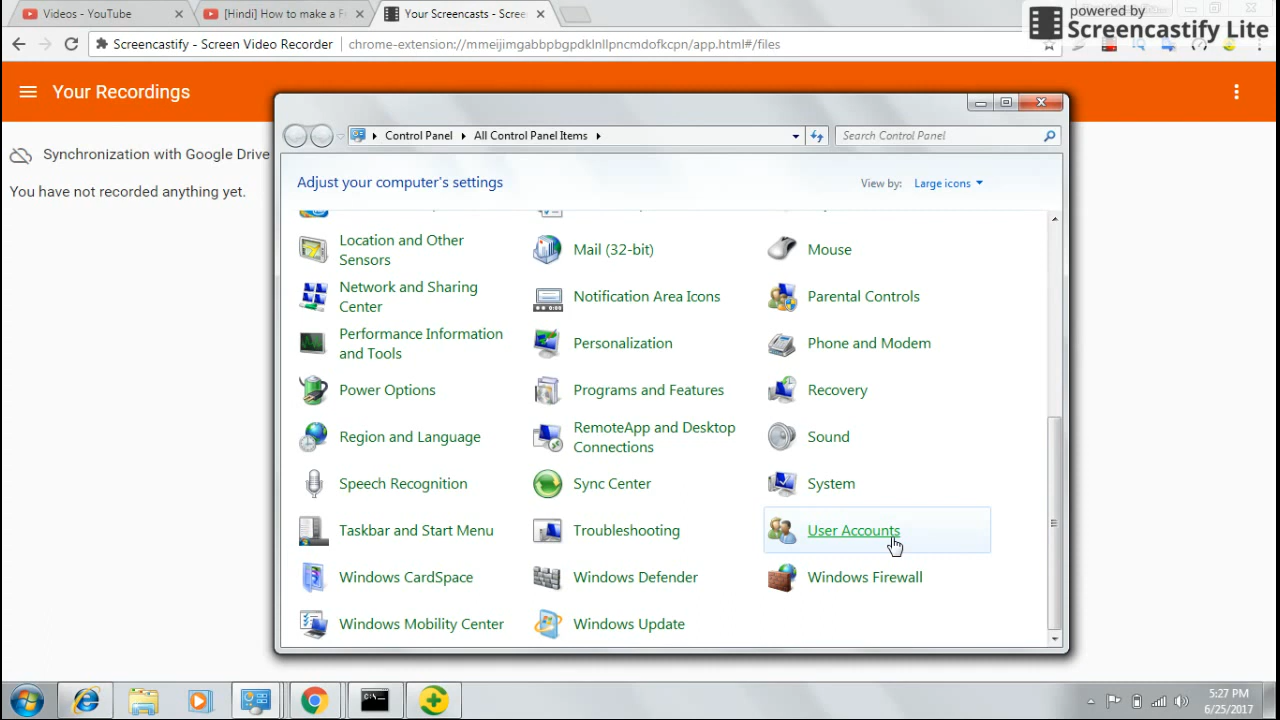 Videos - YouTube
[Hindi] How to make a F
Your Screencasts - Scree
powered by
Screencastify Lite
Screencastify - Screen Video Recorder
rome-extension://mmeijimgabbpbgpdklnllpncmdofkcpn/app.html#/files
Your Recordings
Synchronization with Google Drive
You have not recorded anything yet.
Control Panel
All Control Panel Items
Search Control Panel
Adjust your computer's settings
View by:
Large icons
Location and Other
Sensors
Mail (32-bit)
Mouse
Network and Sharing
Center
Notification Area Icons
Parental Controls
Performance Information
and Tools
Personalization
Phone and Modem
Power Options
Programs and Features
Recovery
Region and Language
RemoteApp and Desktop
Connections
Sound
Speech Recognition
Sync Center
System
Taskbar and Start Menu
Troubleshooting
User Accounts
Windows CardSpace
Windows Defender
Windows Firewall
Windows Mobility Center
Windows Update
5:27 PM
6/25/2017